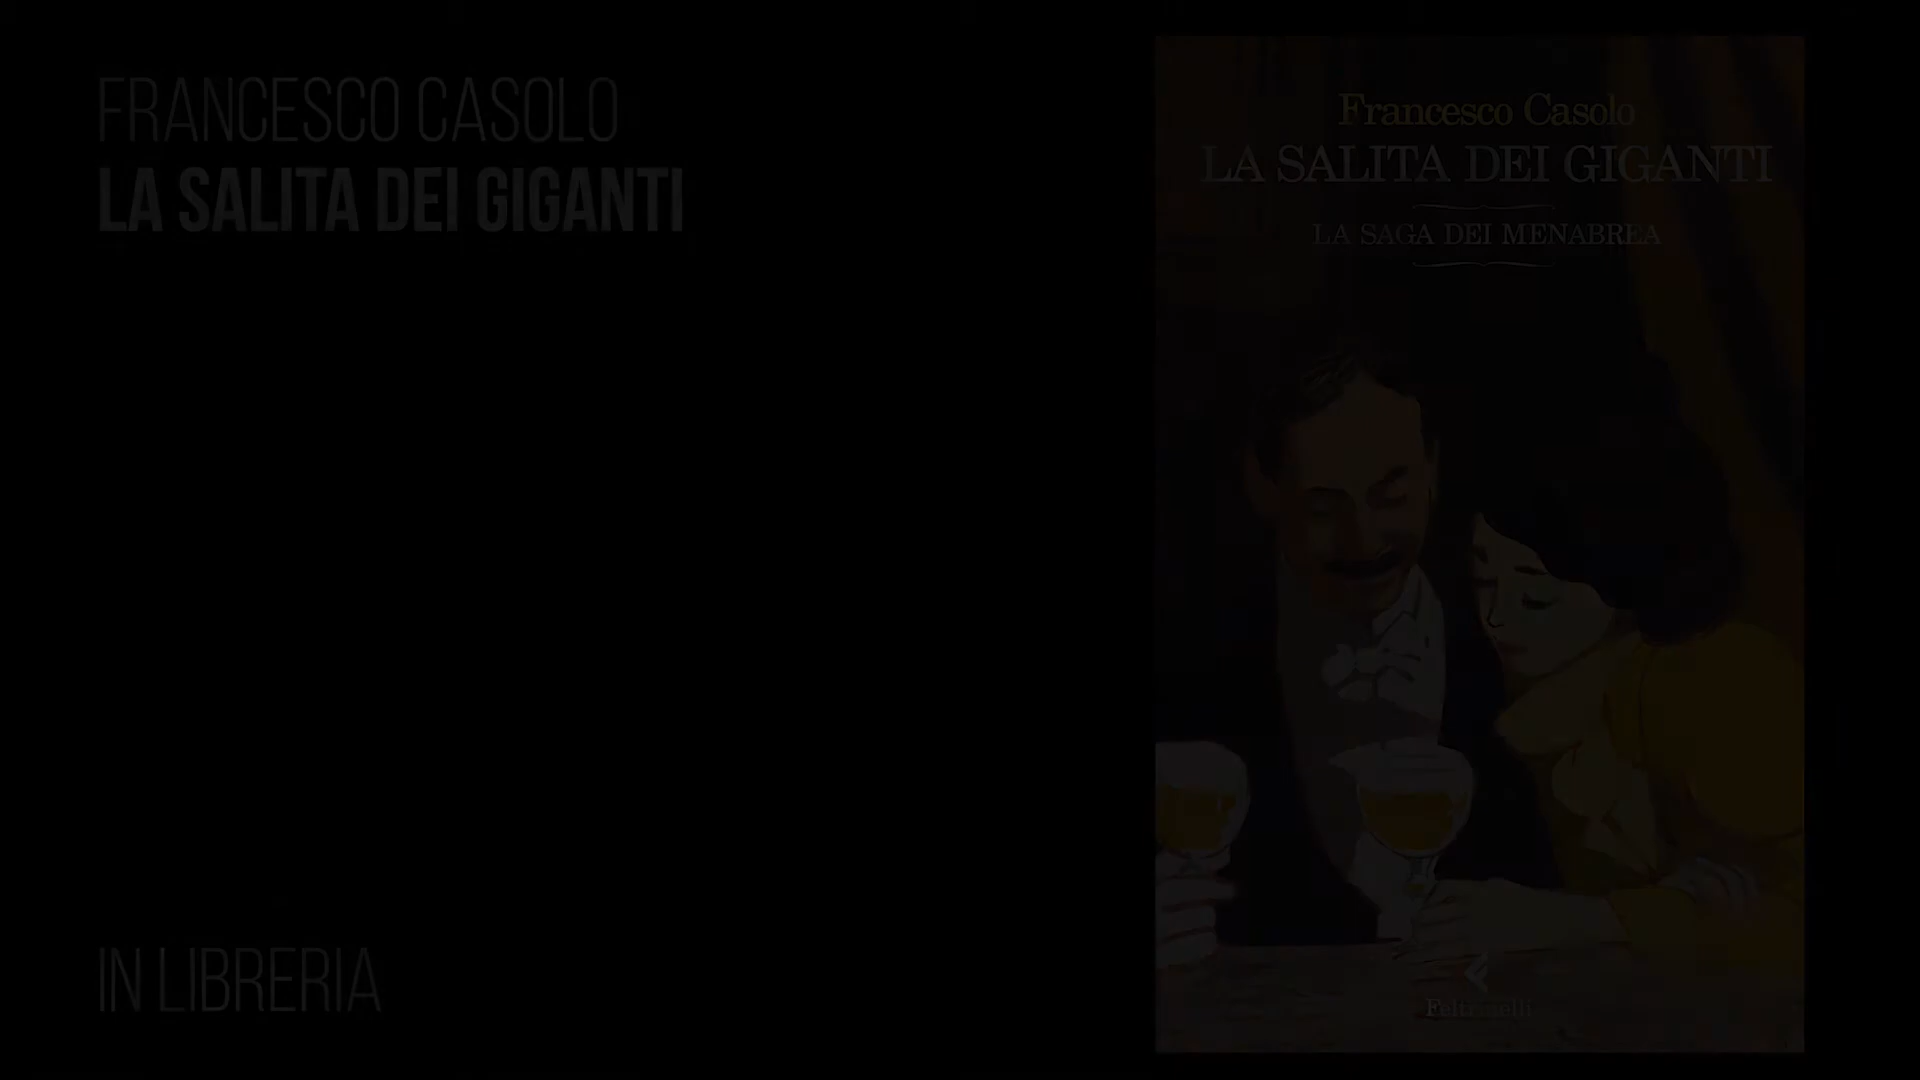 FRANCESCO CASOLO
LA SALITA DEI GIGANTI
IN LIBRERIA
Francesco Casolo
LA SALITA DEI GIGANTI
LA SAGA DEI MENABREA
Feltrinelli